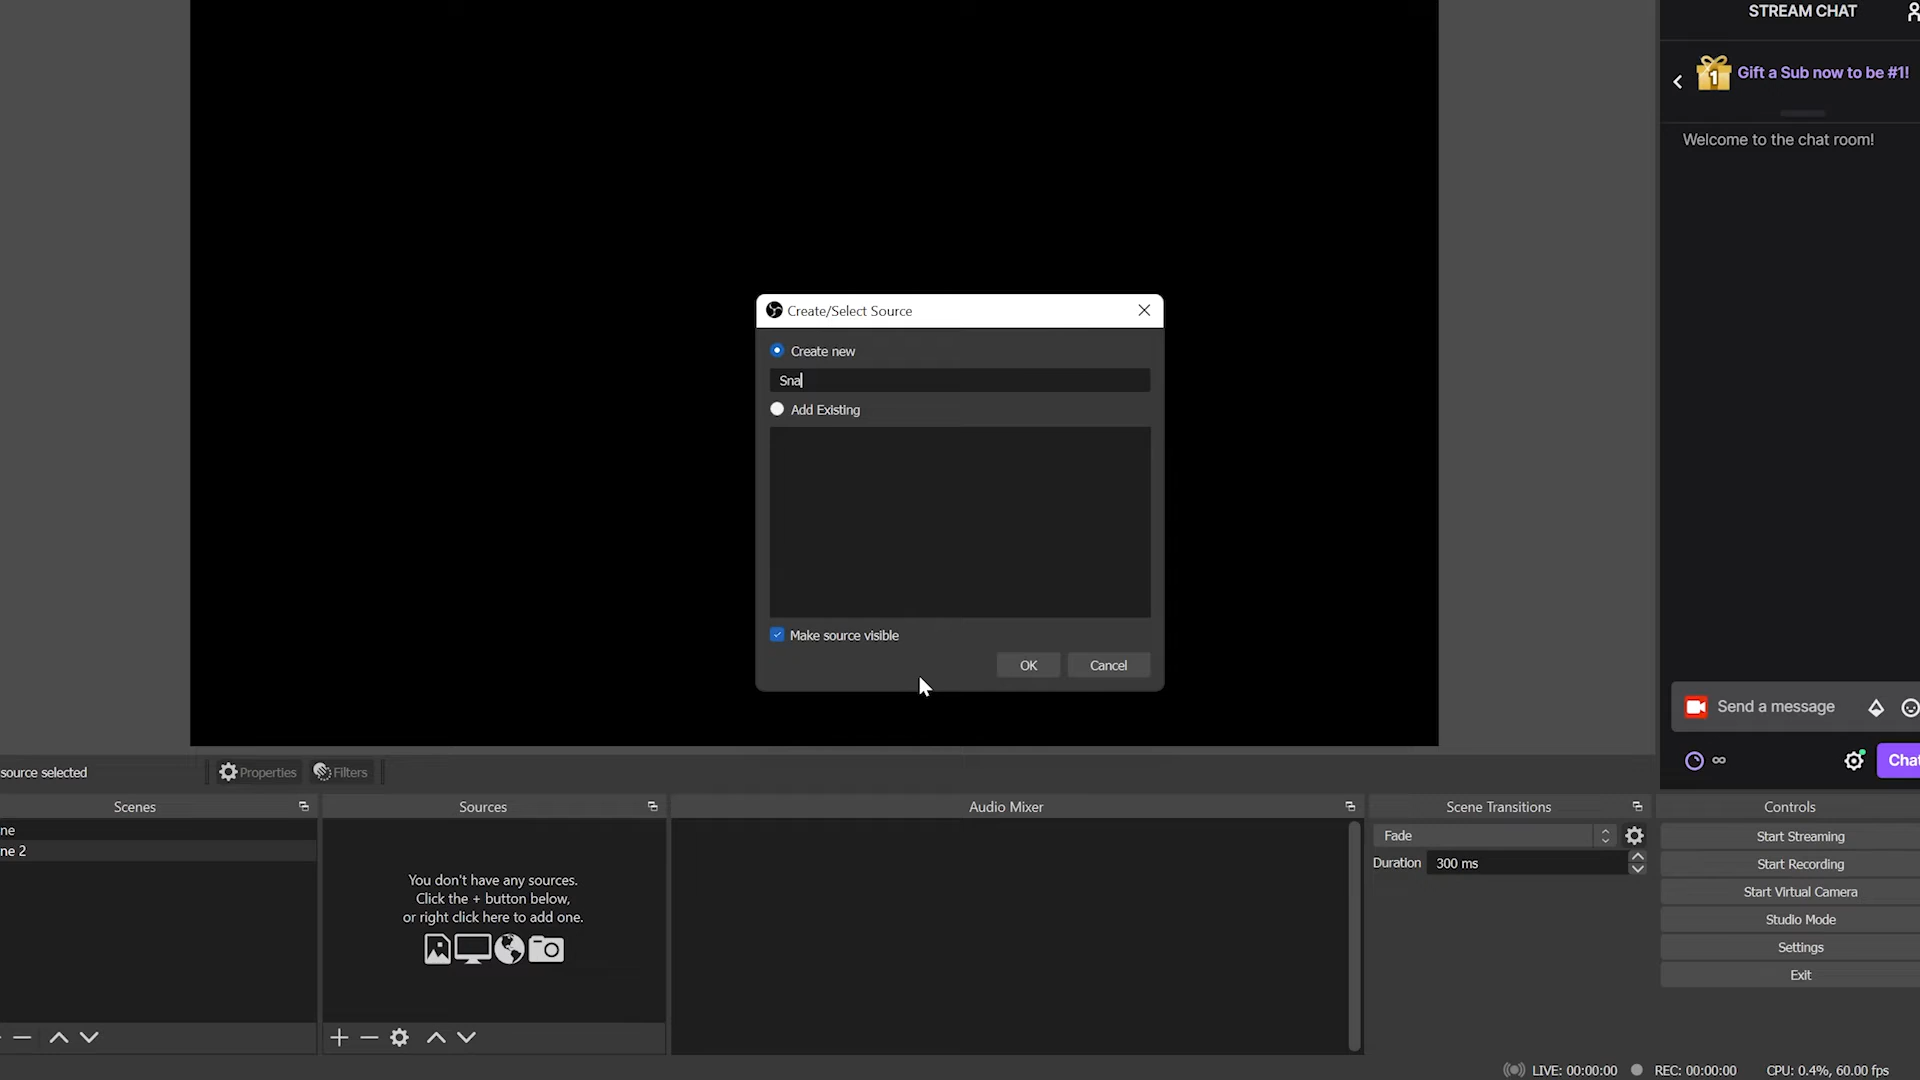 STREAM CHAT
1
Gift a Sub now to be #1!
Welcome to the chat room!
Create/Select Source
Create new
Sna
Add Existing
Make source visible
OK
Cancel
Send a message
∞
Chat
source selected
Properties
Filters
Scenes
Sources
Audio Mixer
Scene Transitions
Controls
ne
ne 2
You don't have any sources.
Click the + button below,
or right click here to add one.
Fade
Duration
300 ms
Start Streaming
Start Recording
Start Virtual Camera
Studio Mode
Settings
Exit
LIVE: 00:00:00
REC: 00:00:00
CPU: 0.4%, 60.00 fps